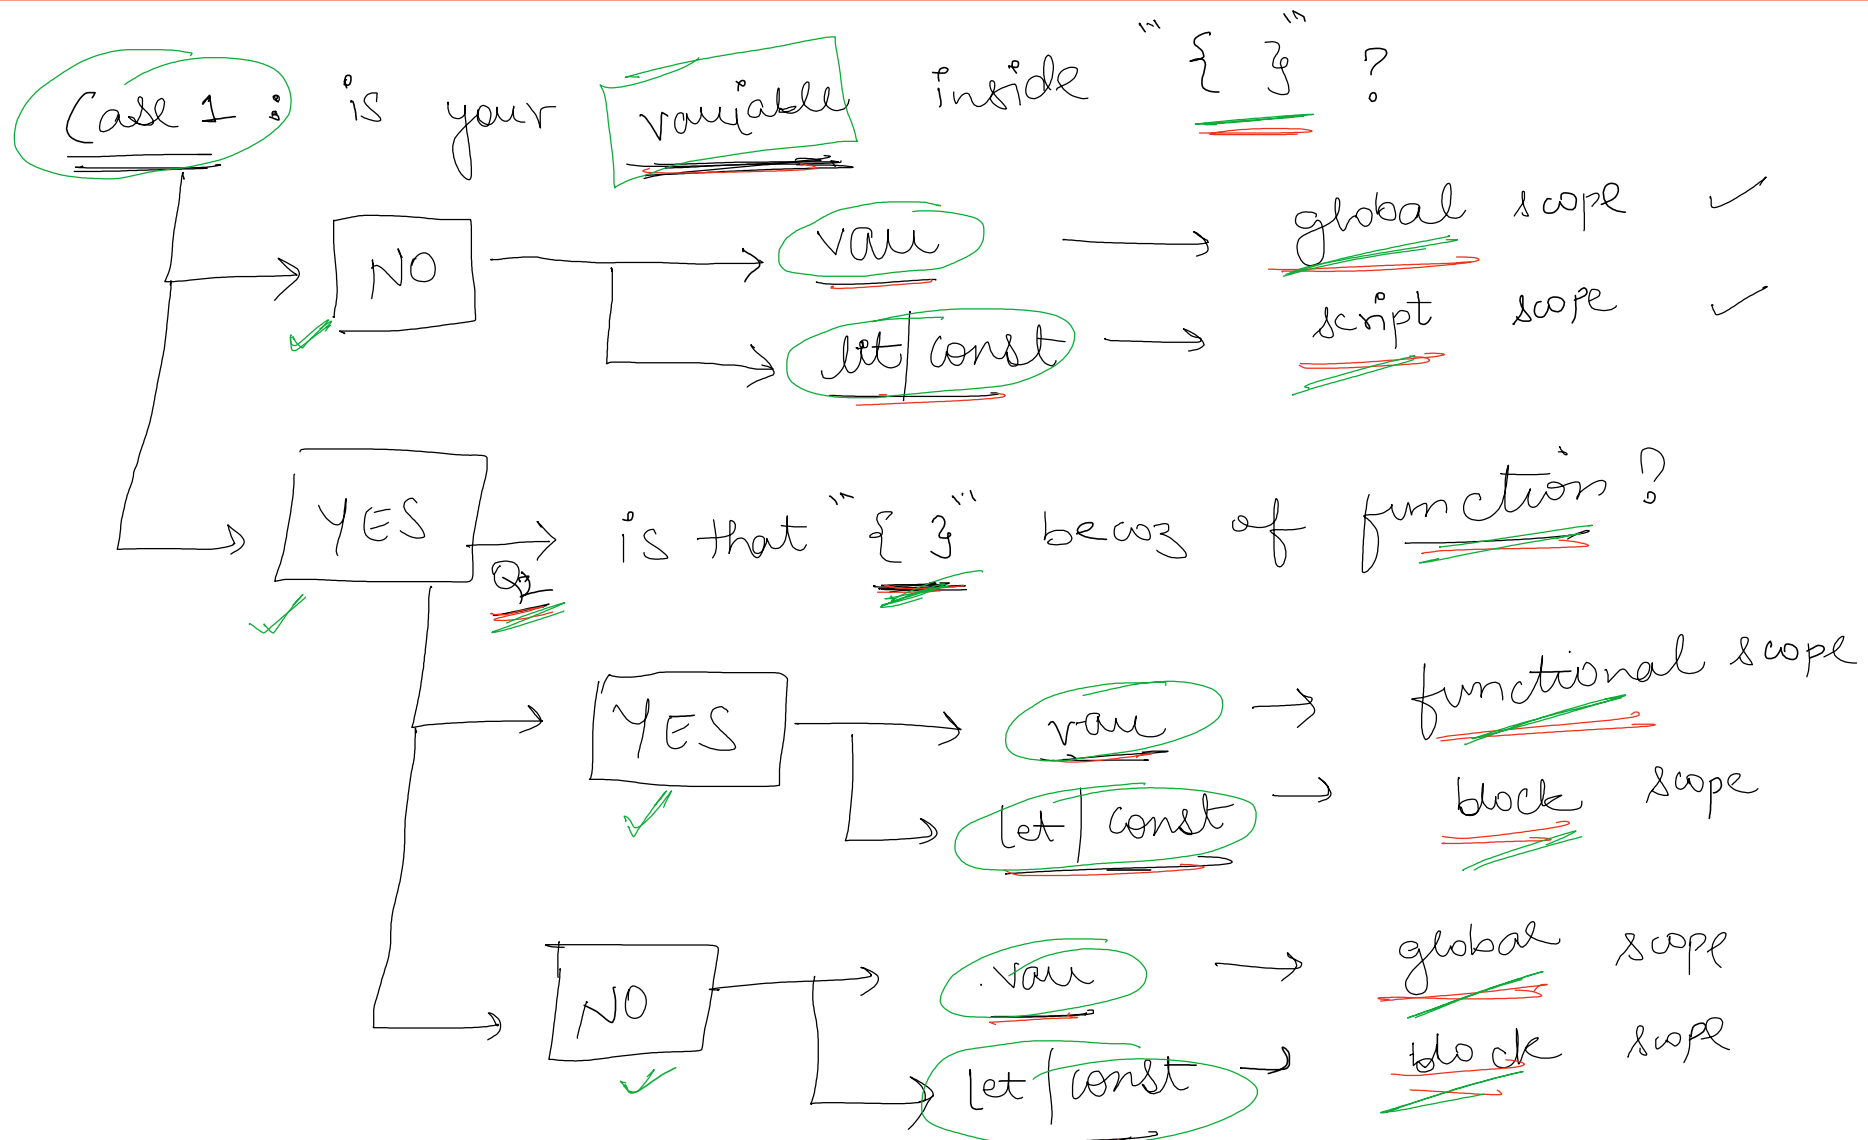 Case 1 : is your variable inside "{ }" ?
NO var → global scope ✓
let | const → script scope ✓
YES → is that "{ }" becoz of function ?
Q2
YES var → functional scope
let | const → block scope
NO var → global scope
let | const → block scope